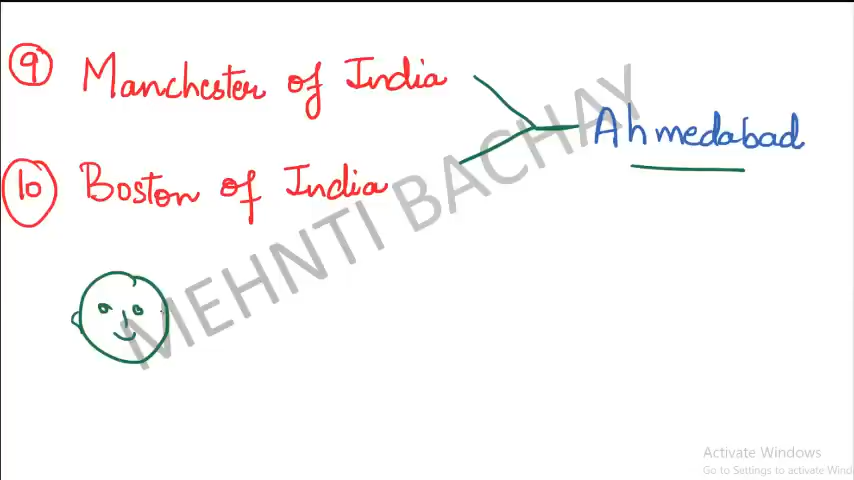 9 Manchester of India
10 Boston of India
Ahmedabad
MEHNTI BACHAY
Activate Windows
Go to Settings to activate Wind